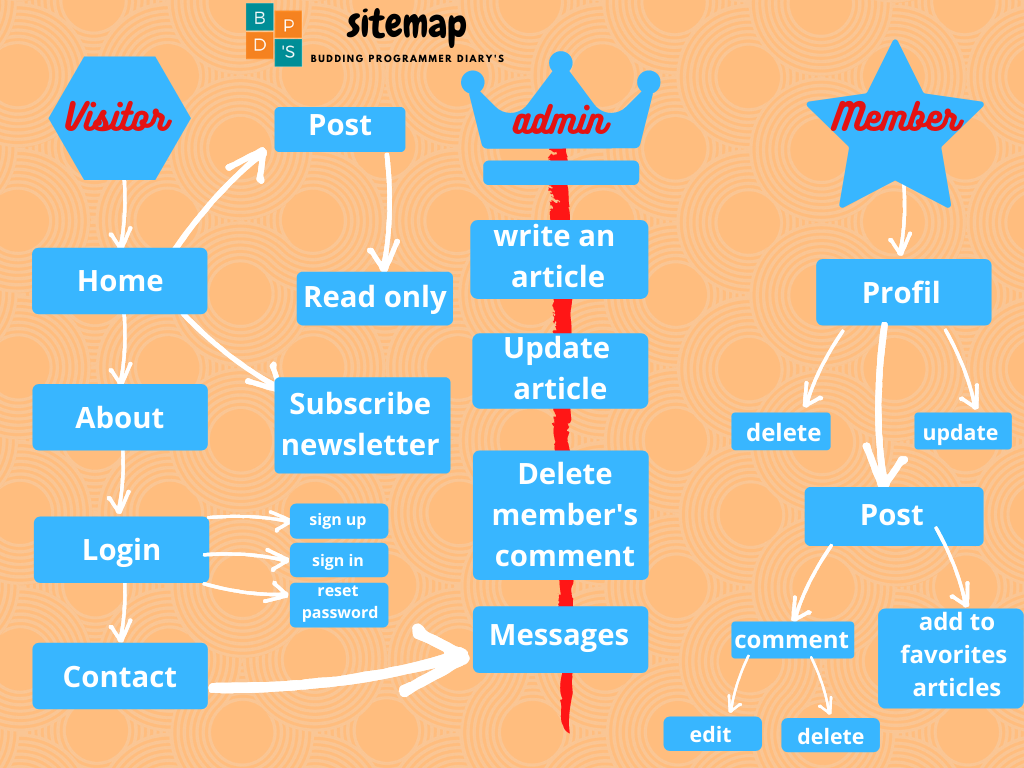 B P
D 'S
sitemap
BUDDING PROGRAMMER DIARY'S
Visitor
Home
About
Login
Contact
Post
Read only
Subscribe
newsletter
sign up
sign in
reset
password
admin
write an
article
Update
article
Delete
member's
comment
Messages
Member
Profil
delete
update
Post
comment
add to
favorites
articles
edit
delete